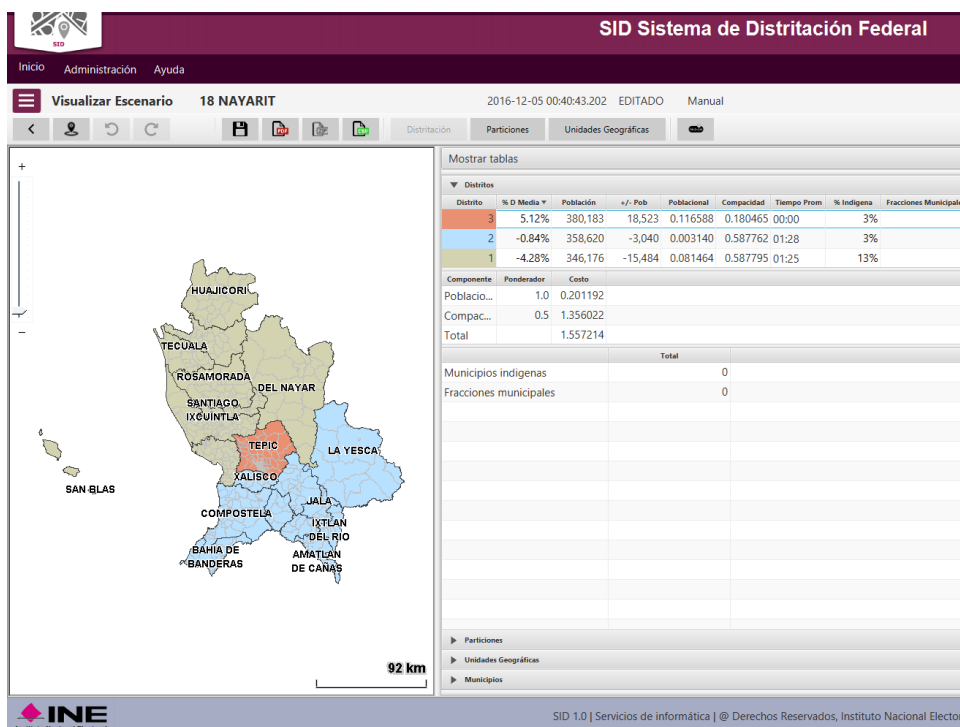 SID
SID Sistema de Distritación Federal
Inicio Administración Ayuda
Visualizar Escenario 18 NAYARIT 2016-12-05 00:40:43.202 EDITADO Manual
Distritación Particiones Unidades Geográficas
Mostrar tablas
Distritos
Distrito % D Media ▼ Población +/- Pob Poblacional Compacidad Tiempo Prom % Indigena Fracciones Municipale
3 5.12% 380,183 18,523 0.116588 0.180465 00:00 3%
2 -0.84% 358,620 -3,040 0.003140 0.587762 01:28 3%
1 -4.28% 346,176 -15,484 0.081464 0.587795 01:25 13%
Componente Ponderador Costo
Poblacio... 1.0 0.201192
Compac... 0.5 1.356022
Total 1.557214
Total
Municipios indigenas 0
Fracciones municipales 0
Particiones
Unidades Geográficas
Municipios
+
−
HUAJICORI
TECUALA
ROSAMORADA
DEL NAYAR
SANTIAGO
IXCUINTLA
TEPIC
LA YESCA
XALISCO
SAN BLAS
JALA
COMPOSTELA
IXTLAN
DEL RIO
BAHIA DE
BANDERAS
AMATLAN
DE CAÑAS
92 km
INE
SID 1.0 | Servicios de informática | @ Derechos Reservados, Instituto Nacional Elector